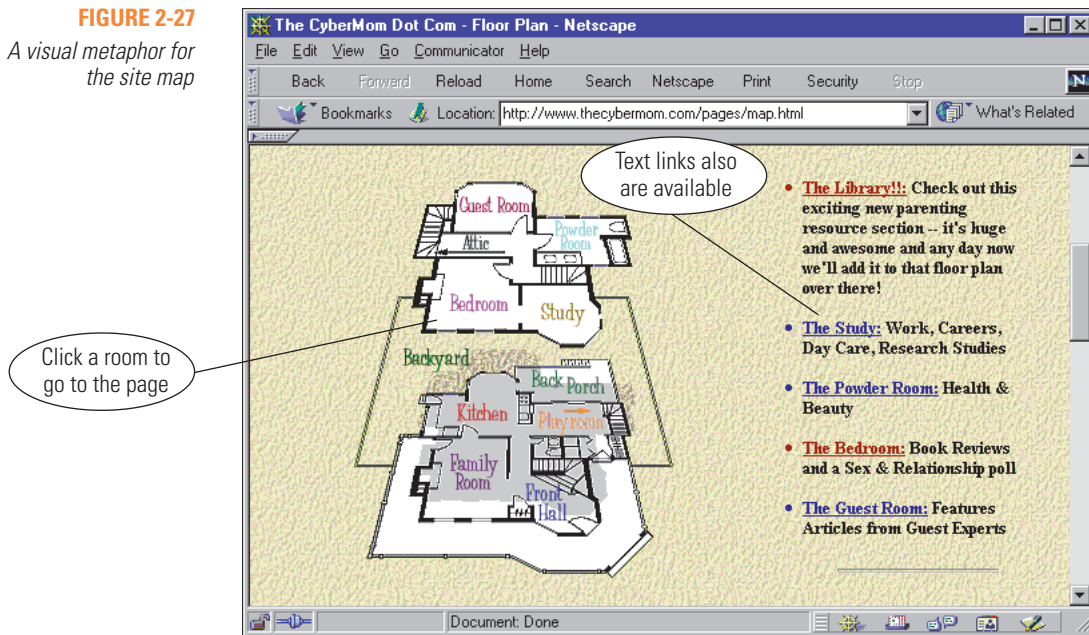 FIGURE 2-27
A visual metaphor for
the site map
The CyberMom Dot Com - Floor Plan - Netscape
File Edit View Go Communicator Help
Back Forward Reload Home Search Netscape Print Security Stop
N
Bookmarks Location: http://www.thecybermom.com/pages/map.html What's Related
Text links also
are available
Click a room to
go to the page
Guest Room
Attic
Powder
Room
Bedroom
Study
Backyard
Back Porch
Kitchen
Playroom
Family
Room
Front
Hall
• The Library!!: Check out this
exciting new parenting
resource section -- it's huge
and awesome and any day now
we'll add it to that floor plan
over there!
• The Study: Work, Careers,
Day Care, Research Studies
• The Powder Room: Health &
Beauty
• The Bedroom: Book Reviews
and a Sex & Relationship poll
• The Guest Room: Features
Articles from Guest Experts
Document: Done